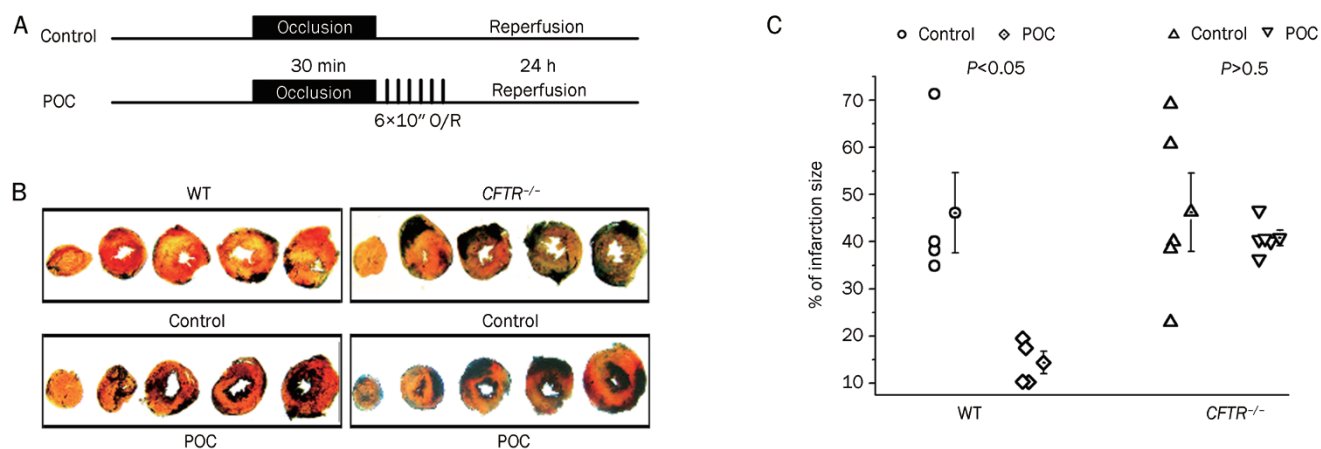 A
Control
Occlusion
Reperfusion
30 min
24 h
POC
Occlusion
Reperfusion
6×10″ O/R
B
WT
CFTR⁻/⁻
Control
Control
POC
POC
C
Control
POC
Control
POC
P<0.05
P>0.5
% of infarction size
70
60
50
40
30
20
10
WT
CFTR⁻/⁻